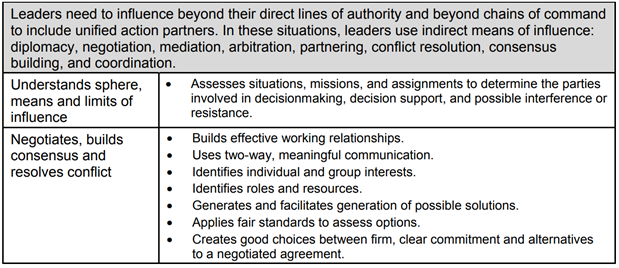 Leaders need to influence beyond their direct lines of authority and beyond chains of command
to include unified action partners. In these situations, leaders use indirect means of influence:
diplomacy, negotiation, mediation, arbitration, partnering, conflict resolution, consensus
building, and coordination.
Understands sphere,
means and limits of
influence
• Assesses situations, missions, and assignments to determine the parties
involved in decisionmaking, decision support, and possible interference or
resistance.
Negotiates, builds
consensus and
resolves conflict
• Builds effective working relationships.
• Uses two-way, meaningful communication.
• Identifies individual and group interests.
• Identifies roles and resources.
• Generates and facilitates generation of possible solutions.
• Applies fair standards to assess options.
• Creates good choices between firm, clear commitment and alternatives
to a negotiated agreement.